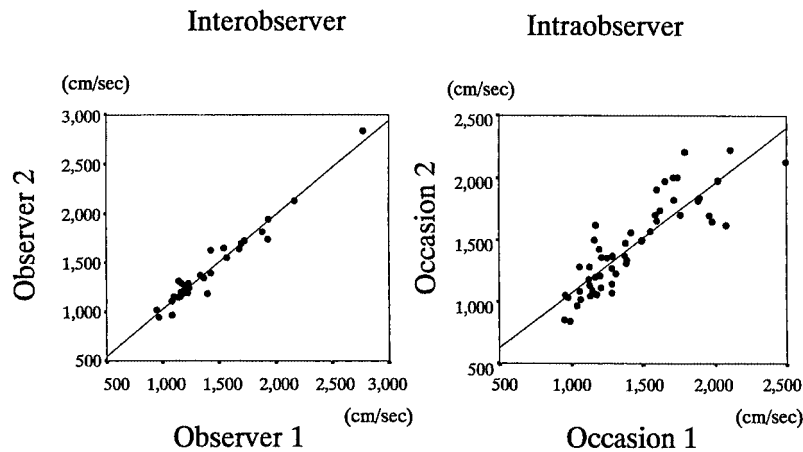 Interobserver
Intraobserver
(cm/sec)
(cm/sec)
3,000
2,500
2,000
1,500
1,000
500
Observer 2
500 1,000 1,500 2,000 2,500 3,000
(cm/sec)
Observer 1
2,500
2,000
1,500
1,000
500
Occasion 2
500 1,000 1,500 2,000 2,500
(cm/sec)
Occasion 1